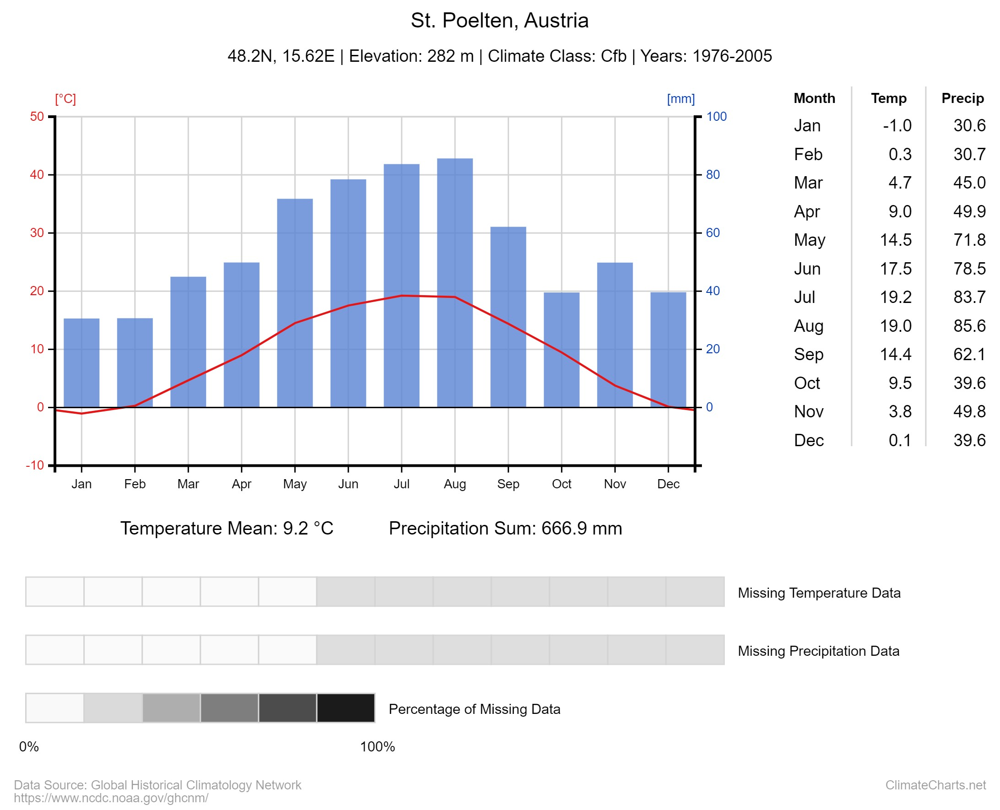 St. Poelten, Austria
48.2N, 15.62E | Elevation: 282 m | Climate Class: Cfb | Years: 1976-2005
[°C]
[mm]
50
40
30
20
10
0
-10
100
80
60
40
20
0
Jan Feb Mar Apr May Jun Jul Aug Sep Oct Nov Dec
Month Temp Precip
Jan -1.0 30.6
Feb 0.3 30.7
Mar 4.7 45.0
Apr 9.0 49.9
May 14.5 71.8
Jun 17.5 78.5
Jul 19.2 83.7
Aug 19.0 85.6
Sep 14.4 62.1
Oct 9.5 39.6
Nov 3.8 49.8
Dec 0.1 39.6
Temperature Mean: 9.2 °C Precipitation Sum: 666.9 mm
Missing Temperature Data
Missing Precipitation Data
Percentage of Missing Data
0% 100%
Data Source: Global Historical Climatology Network
https://www.ncdc.noaa.gov/ghcnm/
ClimateCharts.net